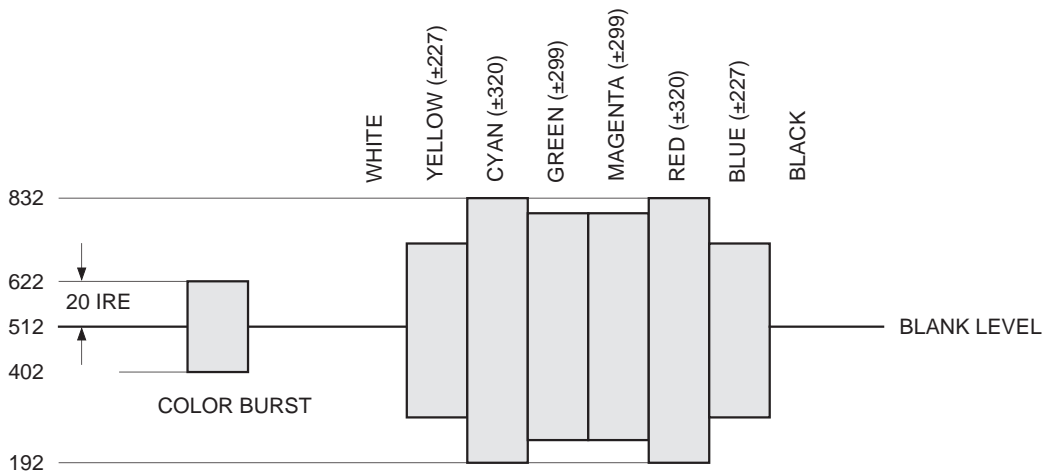 WHITE
YELLOW (±227)
CYAN (±320)
GREEN (±299)
MAGENTA (±299)
RED (±320)
BLUE (±227)
BLACK
832
622
20 IRE
512
BLANK LEVEL
402
COLOR BURST
192